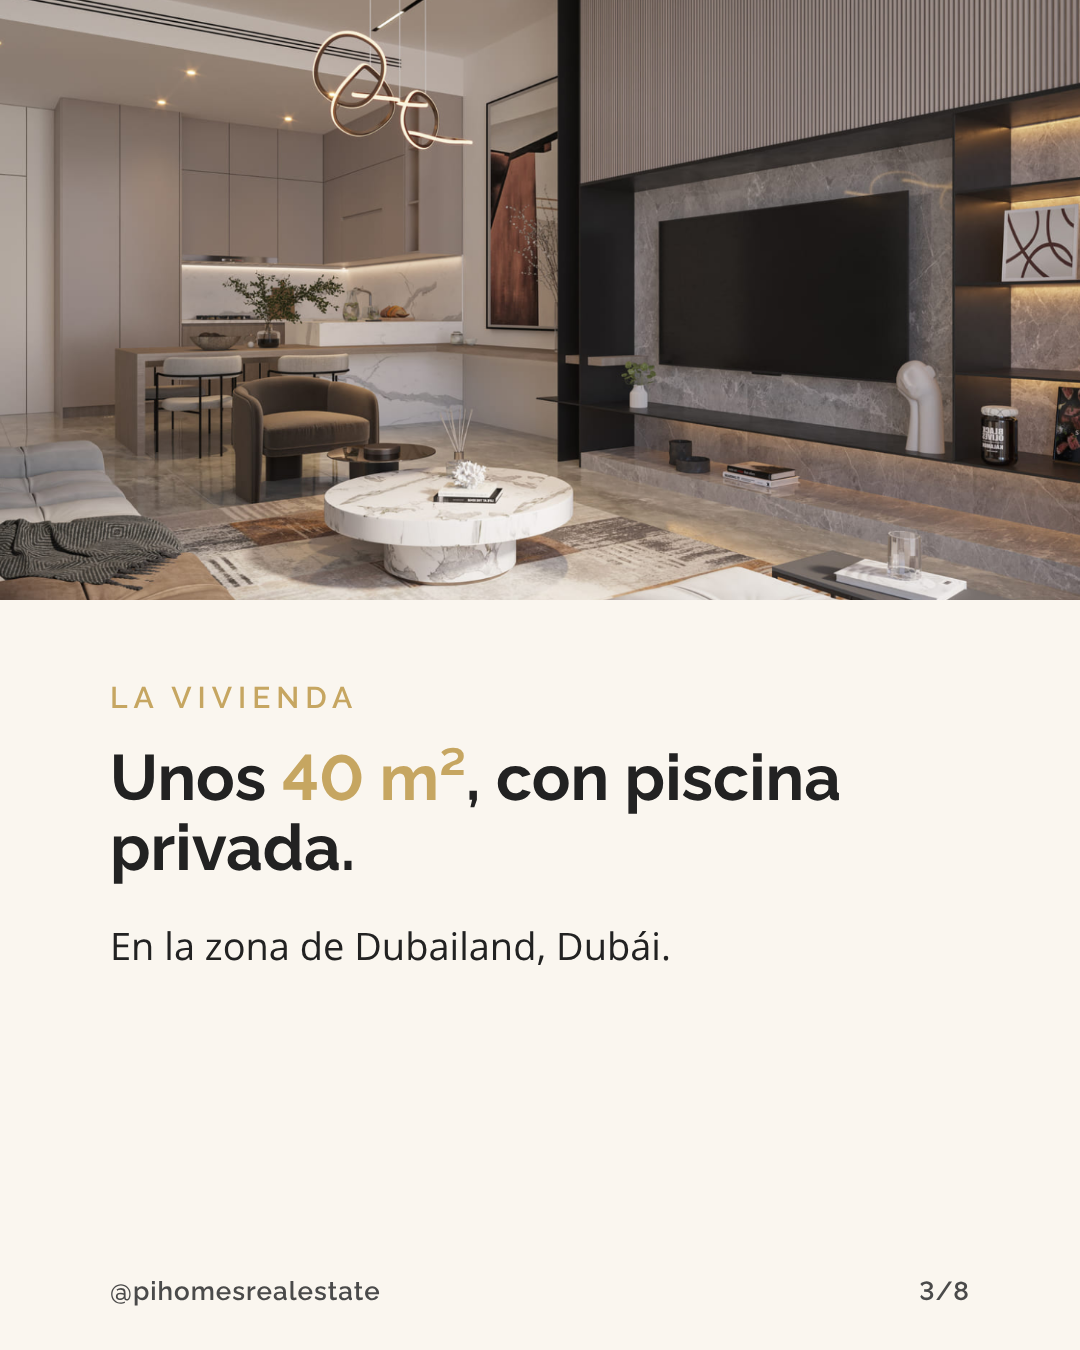 LA VIVIENDA
Unos 40 m², con piscina
privada.
En la zona de Dubailand, Dubái.
@pihomesrealestate
3/8